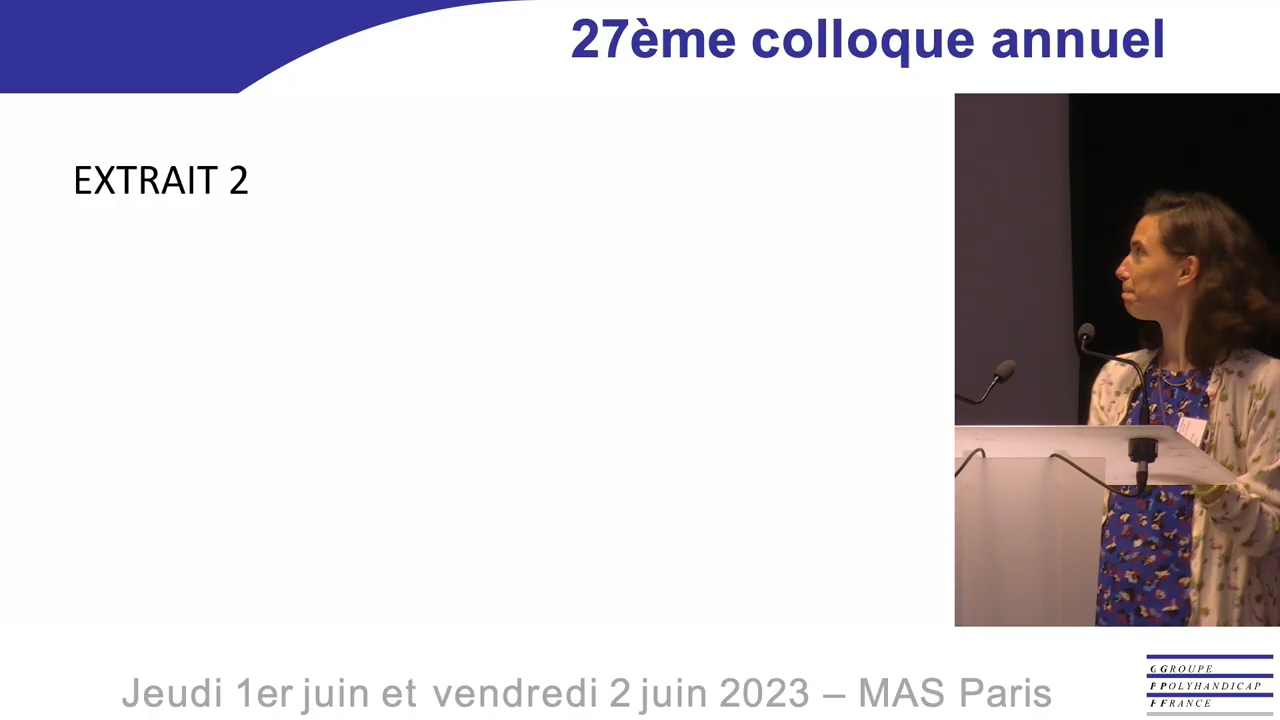 27ème colloque annuel
EXTRAIT 2
Jeudi 1er juin et vendredi 2 juin 2023 – MAS Paris
G GROUPE
P POLYHANDICAP
F FRANCE